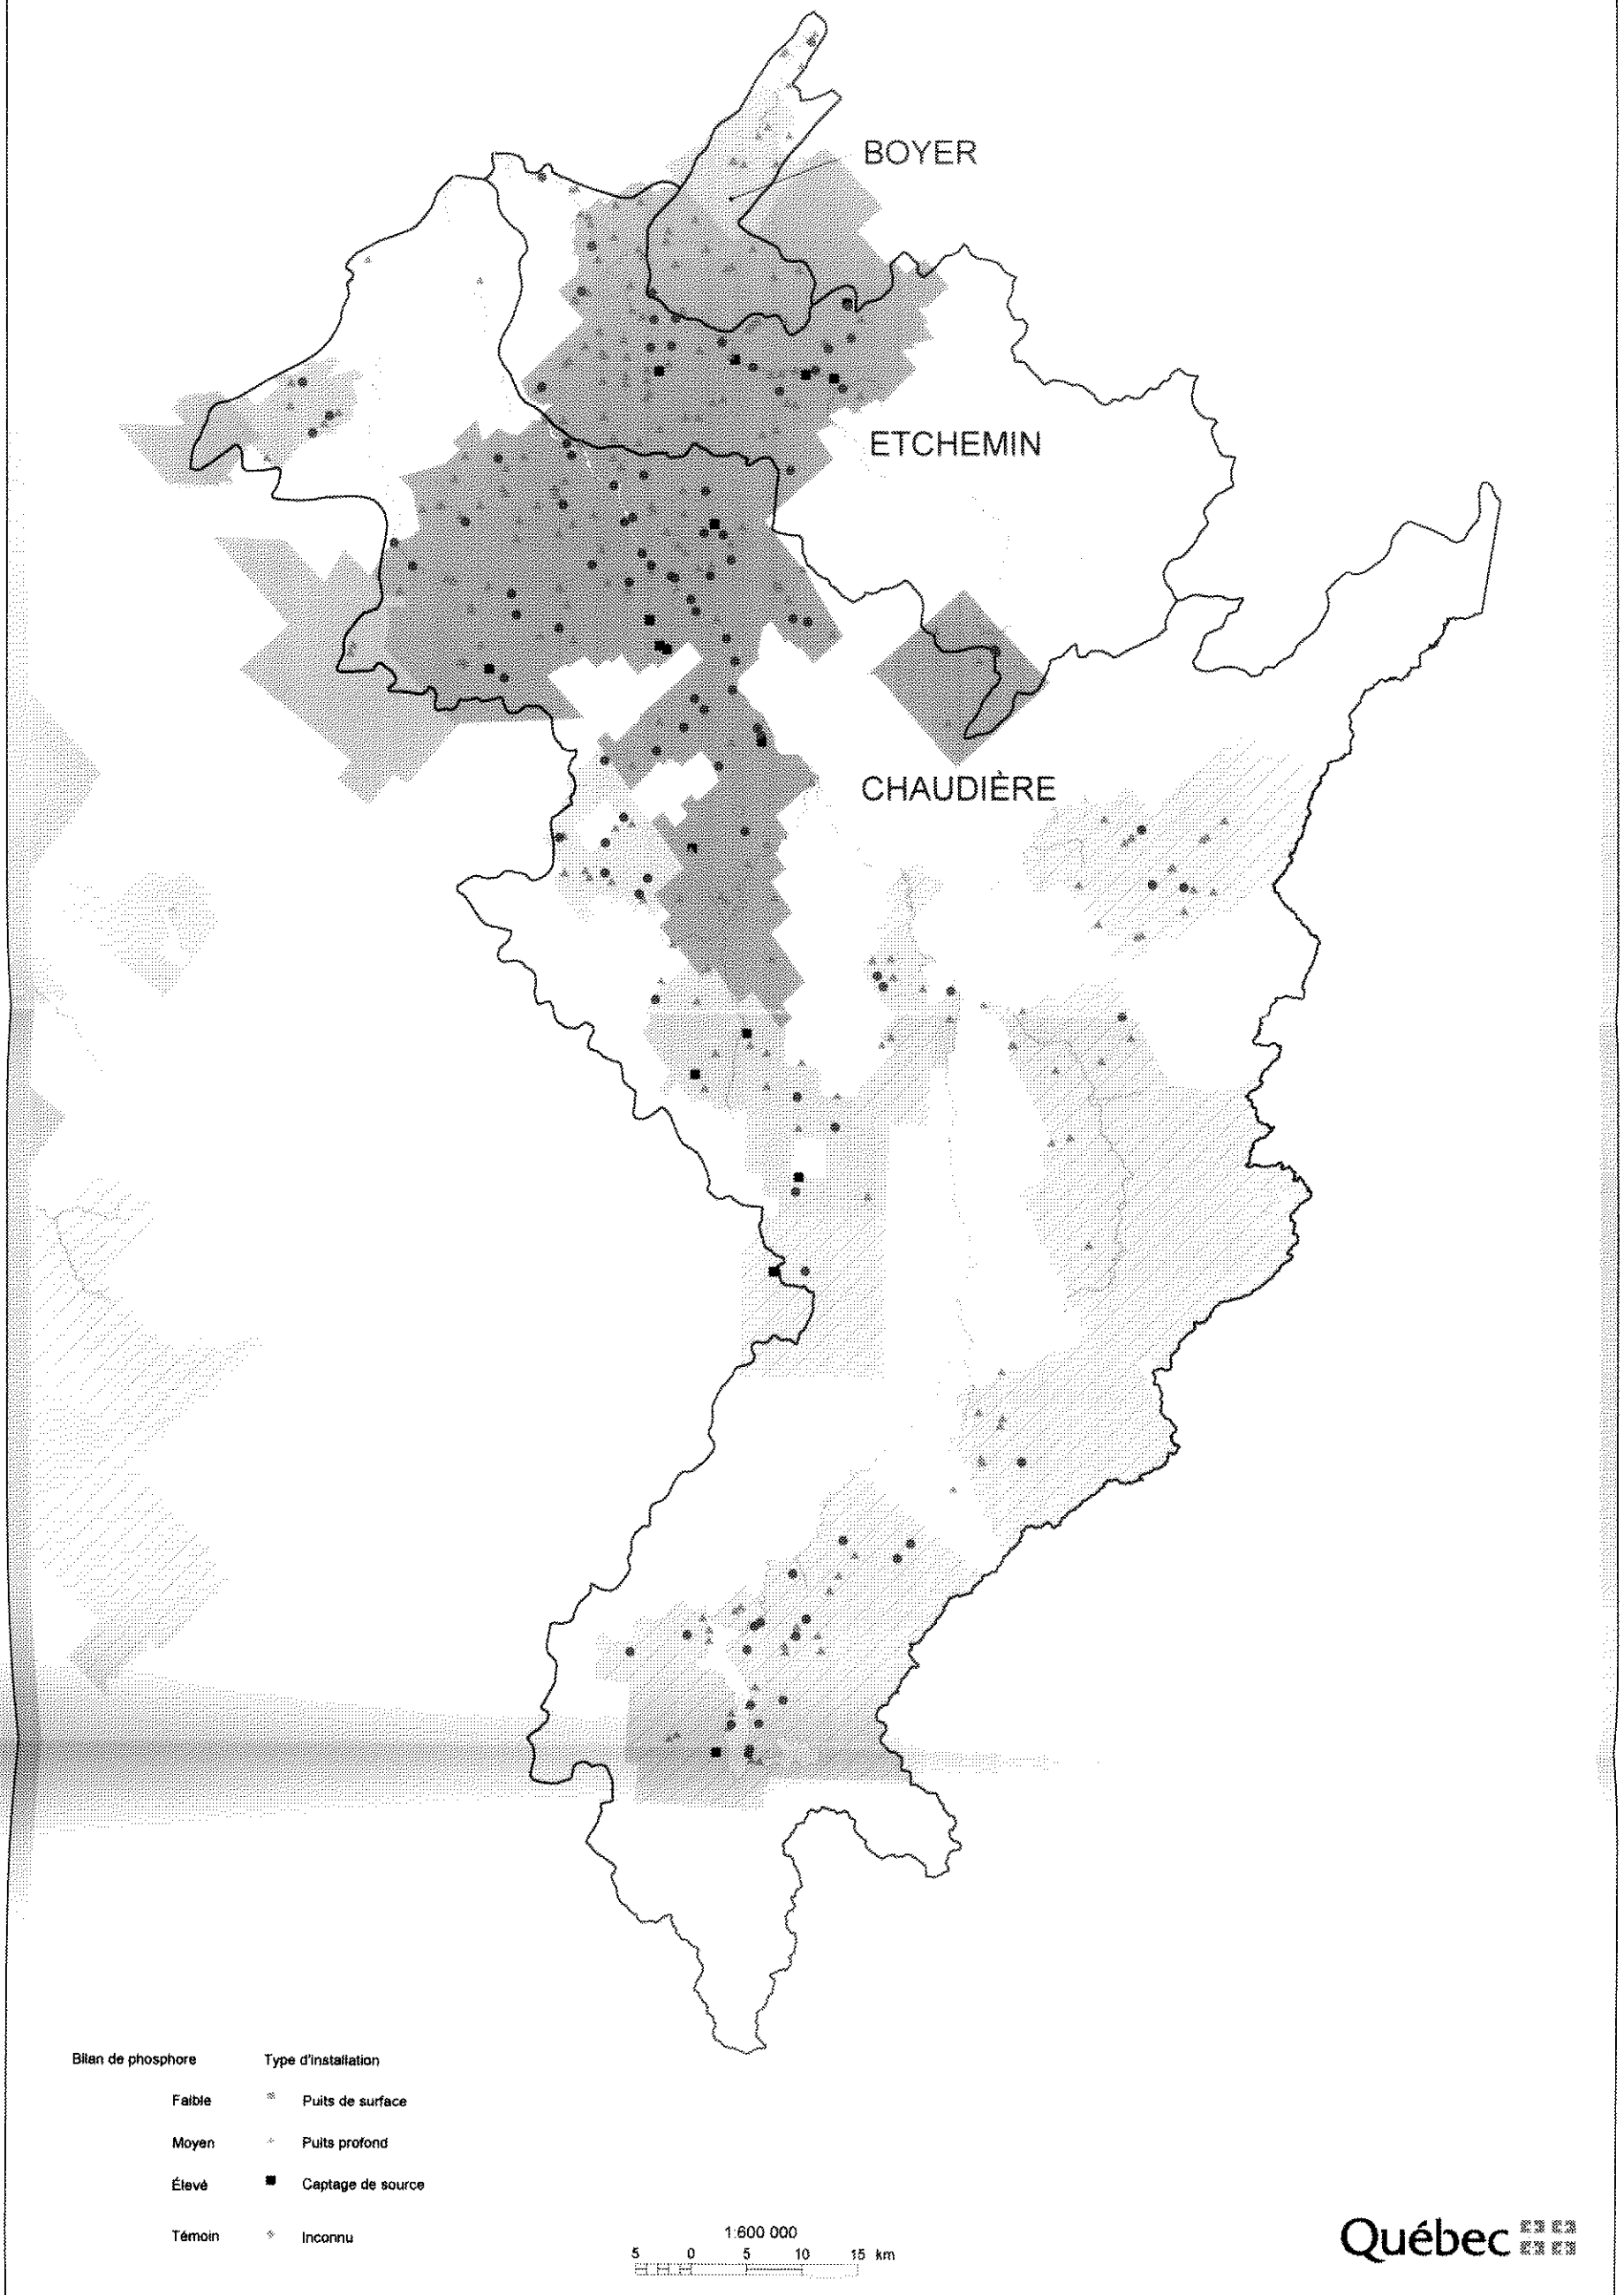 BOYER
ETCHEMIN
CHAUDIÈRE
Bilan de phosphore Type d'installation
Faible Puits de surface
Moyen Puits profond
Élevé Captage de source
Témoin Inconnu
1:600 000
5 0 5 10 15 km
Québec